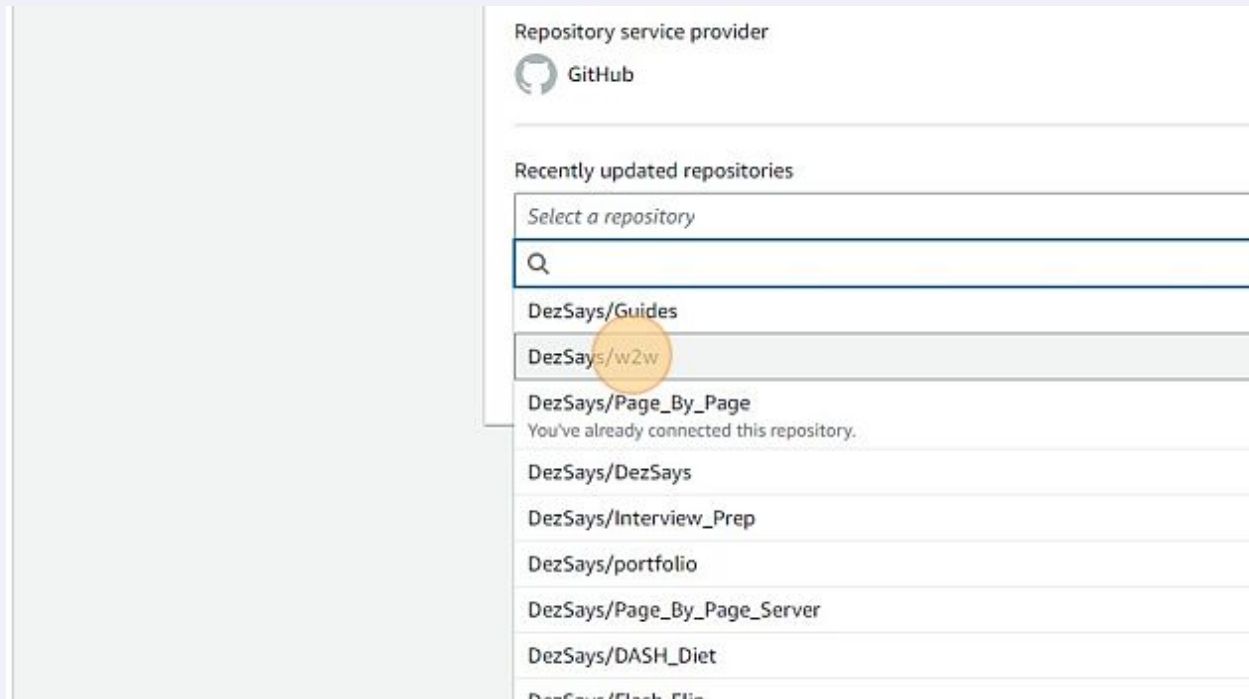 Repository service provider
GitHub
Recently updated repositories
Select a repository
DezSays/Guides
DezSays/w2w
DezSays/Page_By_Page
You've already connected this repository.
DezSays/DezSays
DezSays/Interview_Prep
DezSays/portfolio
DezSays/Page_By_Page_Server
DezSays/DASH_Diet